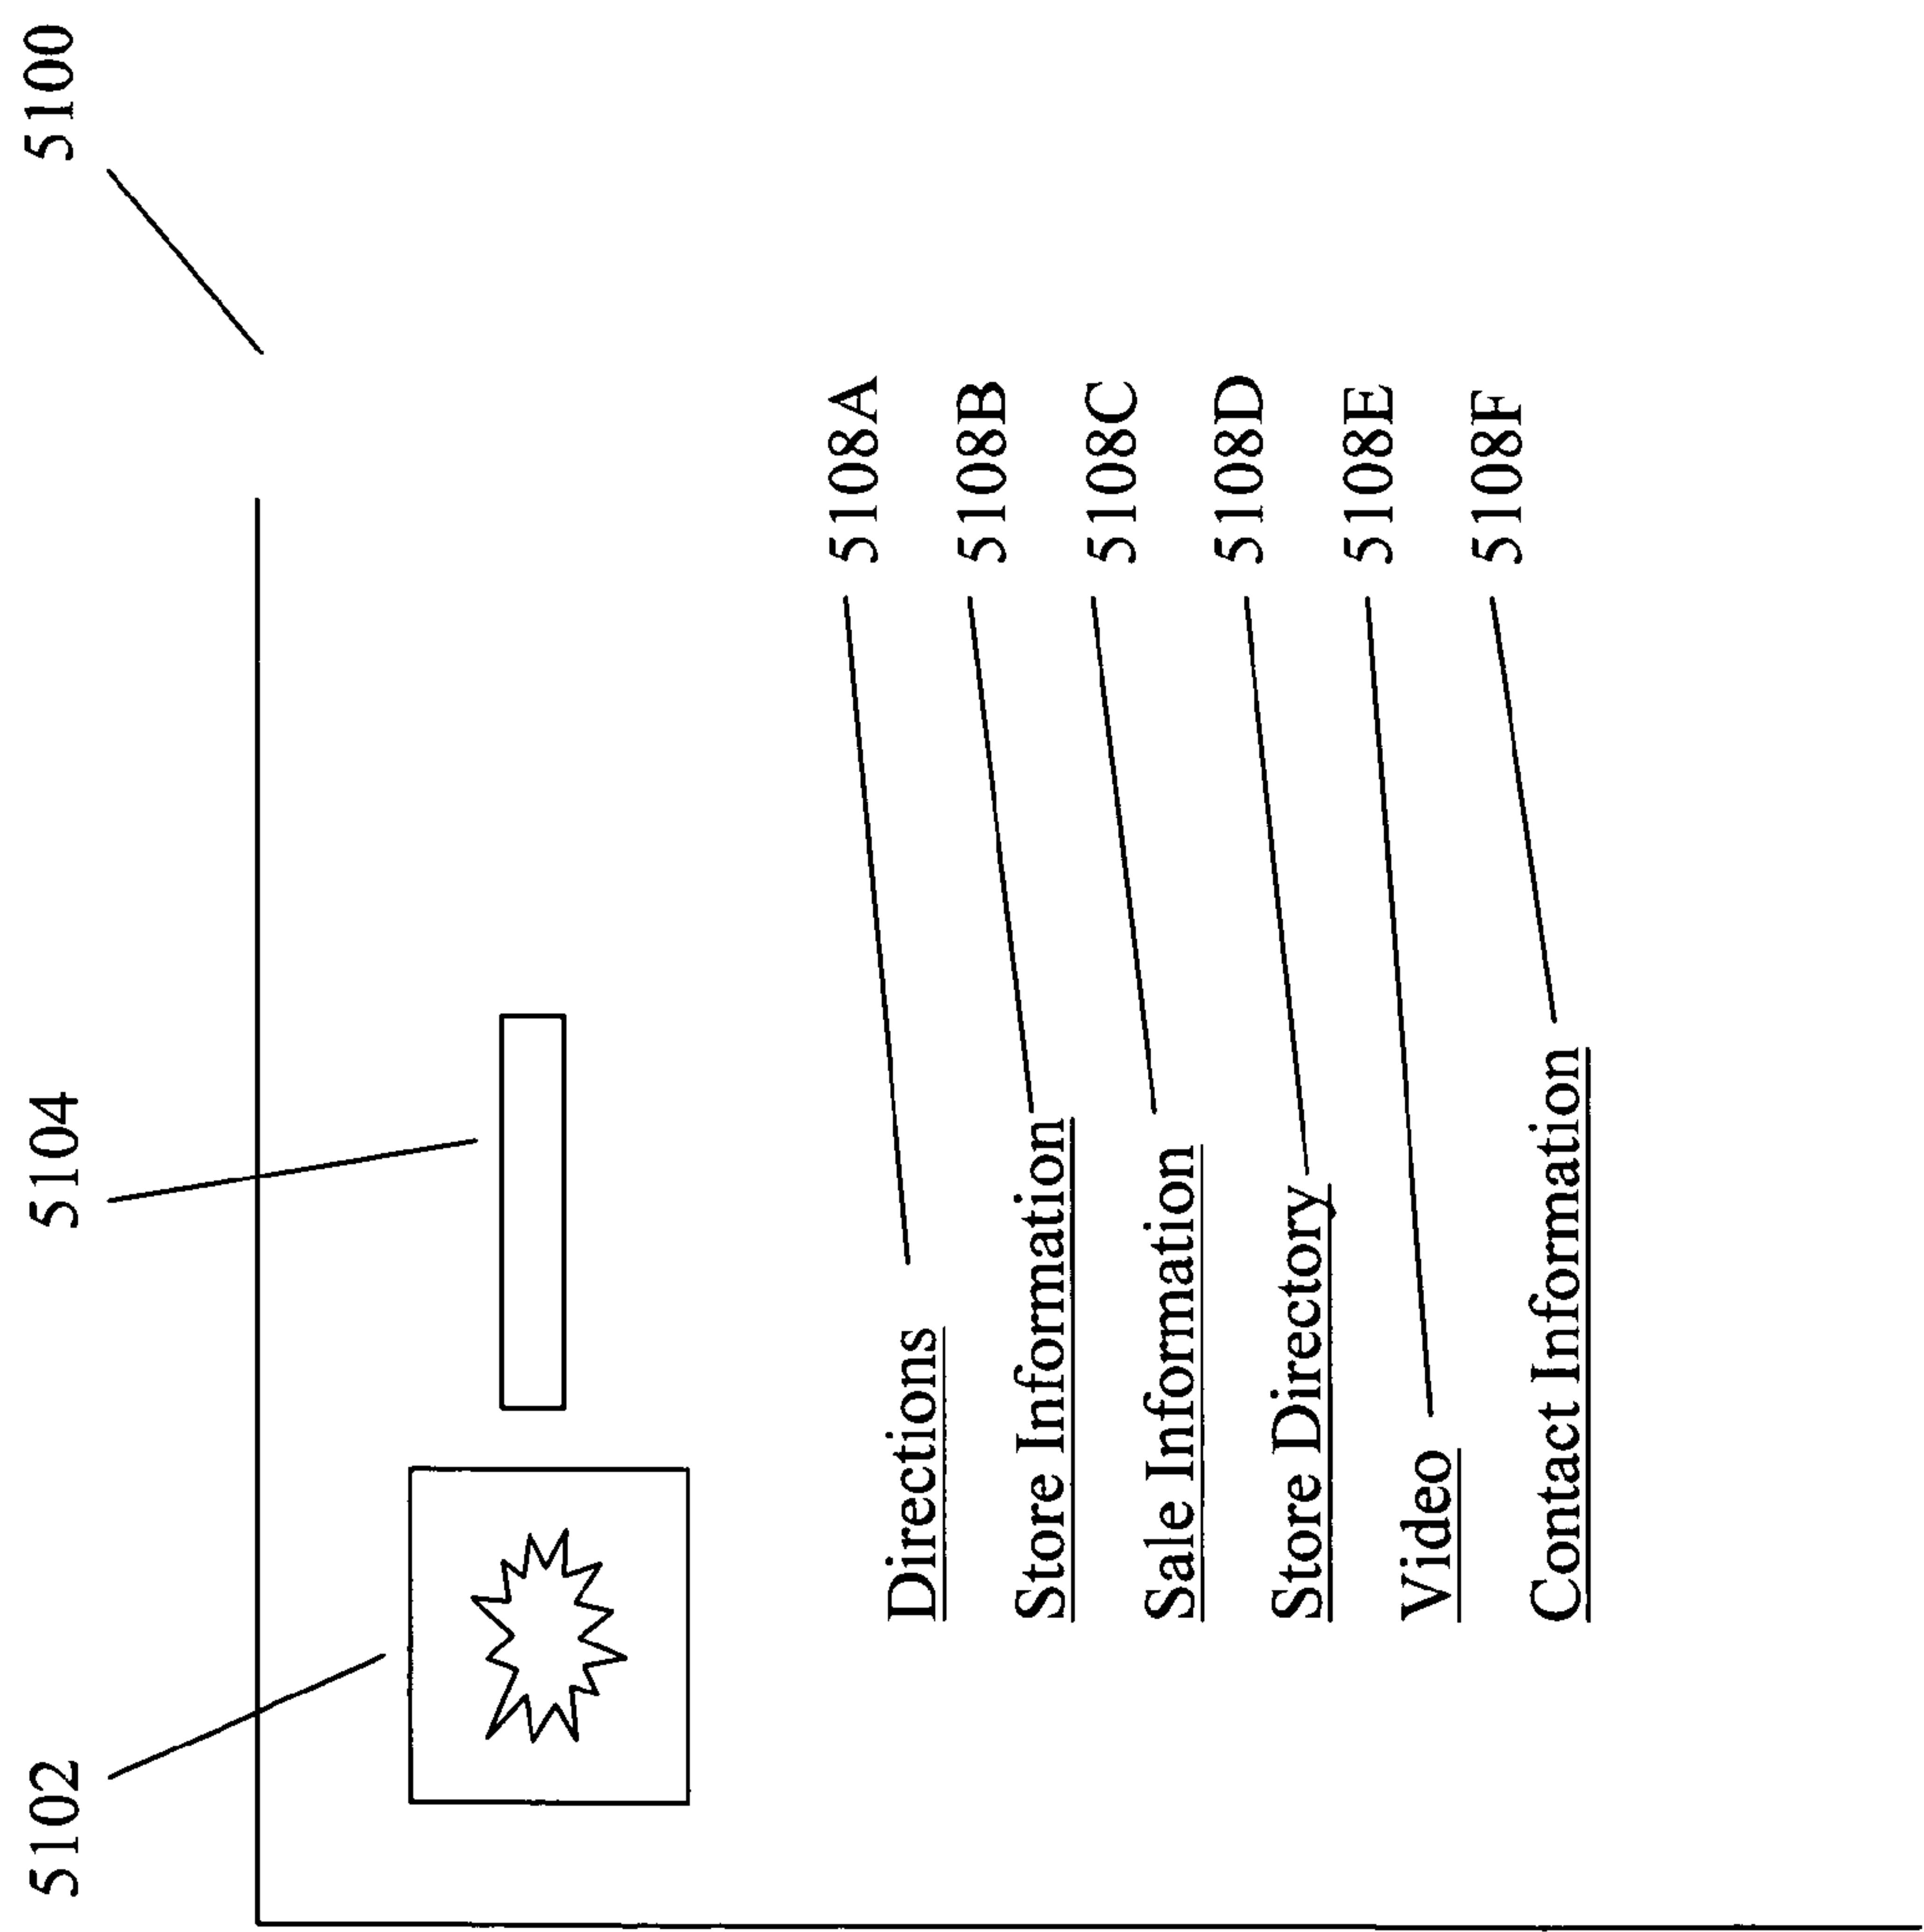 5102 5104 5100
Directions 5108A
Store Information 5108B
Sale Information 5108C
Store Directory 5108D
Video 5108E
Contact Information 5108F